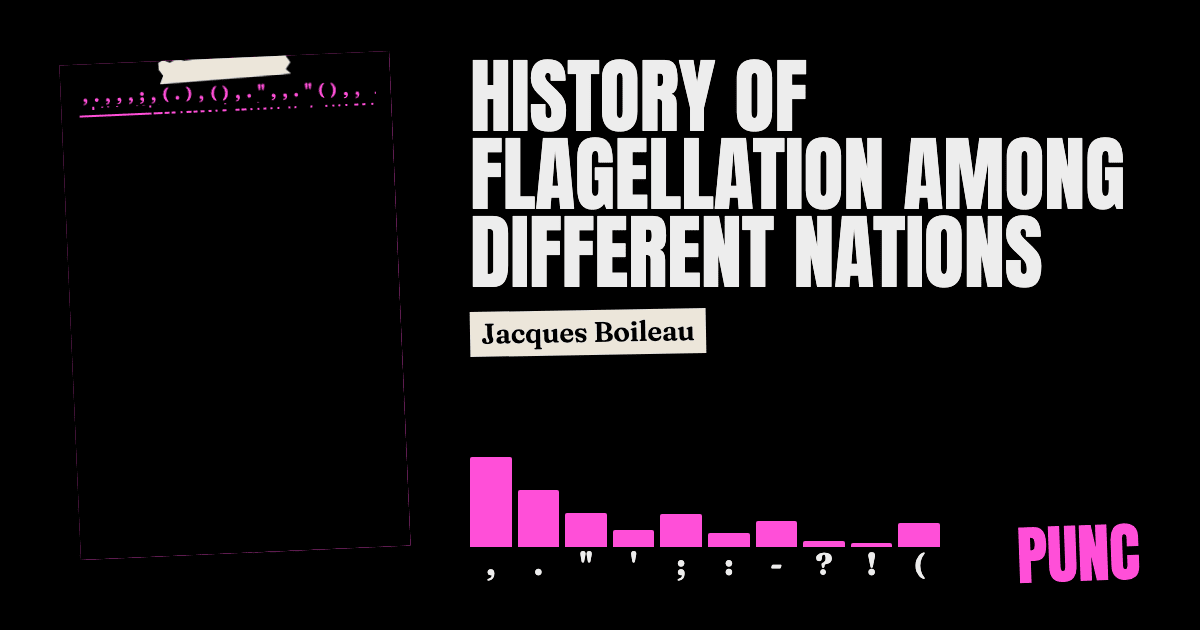 ,.,,,;,(.),(),.",,."(),,.
HISTORY OF
FLAGELLATION AMONG
DIFFERENT NATIONS
Jacques Boileau
, . " ' ; : - ? ! (
PUNC